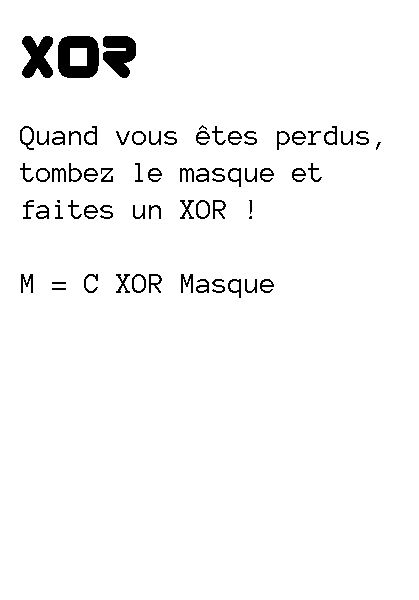 XOR
Quand vous êtes perdus,
tombez le masque et
faites un XOR !
M = C XOR Masque